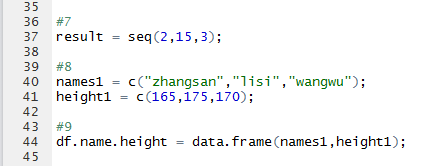 35
36 #7
37 result = seq(2,15,3);
38
39 #8
40 names1 = c("zhangsan","lisi","wangwu");
41 height1 = c(165,175,170);
42
43 #9
44 df.name.height = data.frame(names1,height1);
45